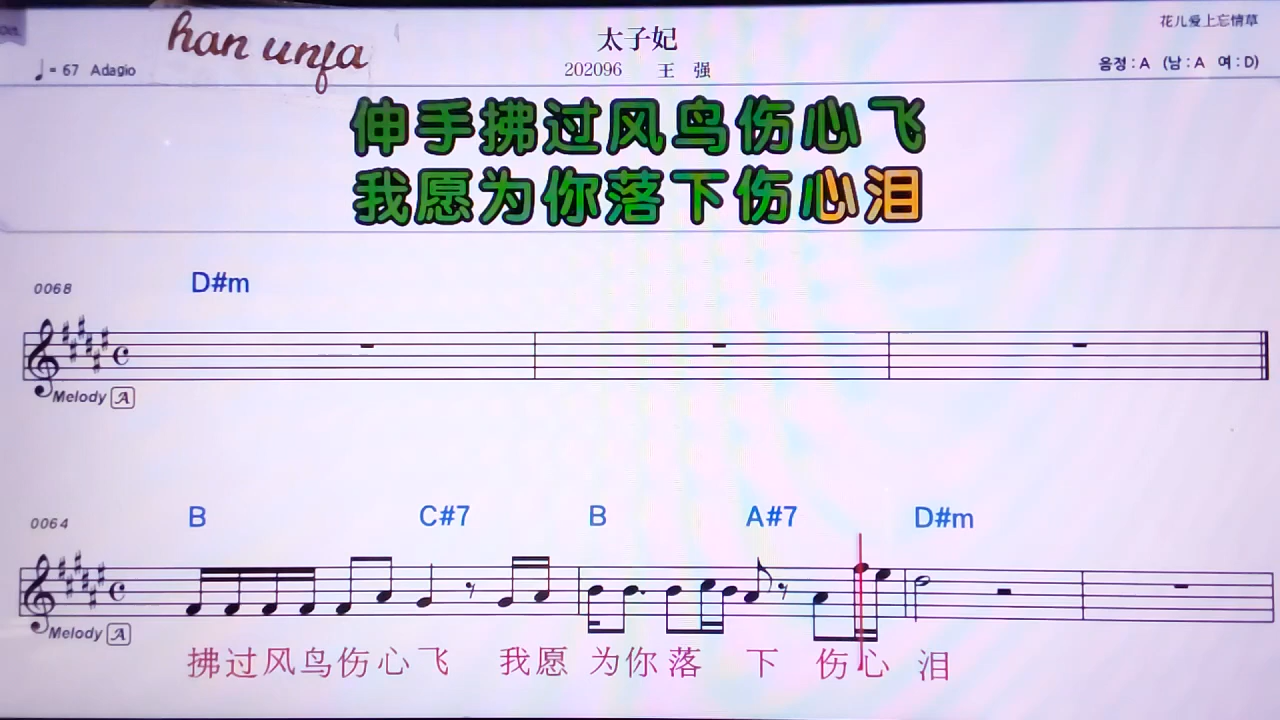 han unfa
花儿爱上忘情草
太子妃
♩= 67 Adagio
202096 王 强
음정 : A (남 : A 여 : D)
伸手拂过风鸟伤心飞
我愿为你落下伤心泪
0068
D#m
Melody A
0064
B C#7 B A#7 D#m
Melody A
拂过风鸟伤心飞 我愿 为你落 下 伤心 泪